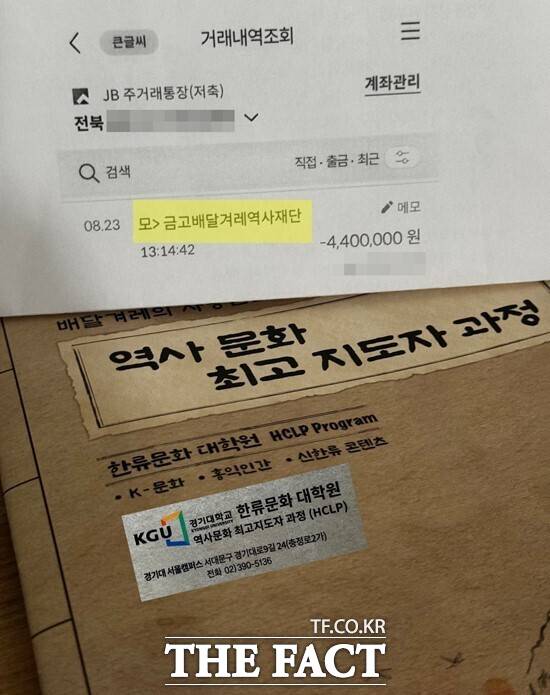 큰글씨 거래내역조회
JB 주거래통장(저축) 계좌관리
전북
검색 직접·출금·최근
08.23 모> 금고배달겨레역사재단 메모
13:14:42 -4,400,000 원
배달겨레의
역사 문화
최고 지도자 과정
한류문화 대학원 HCLP Program
• K-문화 • 홍익인간 • 신한류 콘텐츠
KGU 경기대학교 한류문화 대학원
KYONGGI UNIVERSITY
역사문화 최고지도자 과정 (HCLP)
경기대 서울캠퍼스 서대문구 경기대로9길 24(충정로2가)
전화 02)390-5136
TF.CO.KR
THE FACT